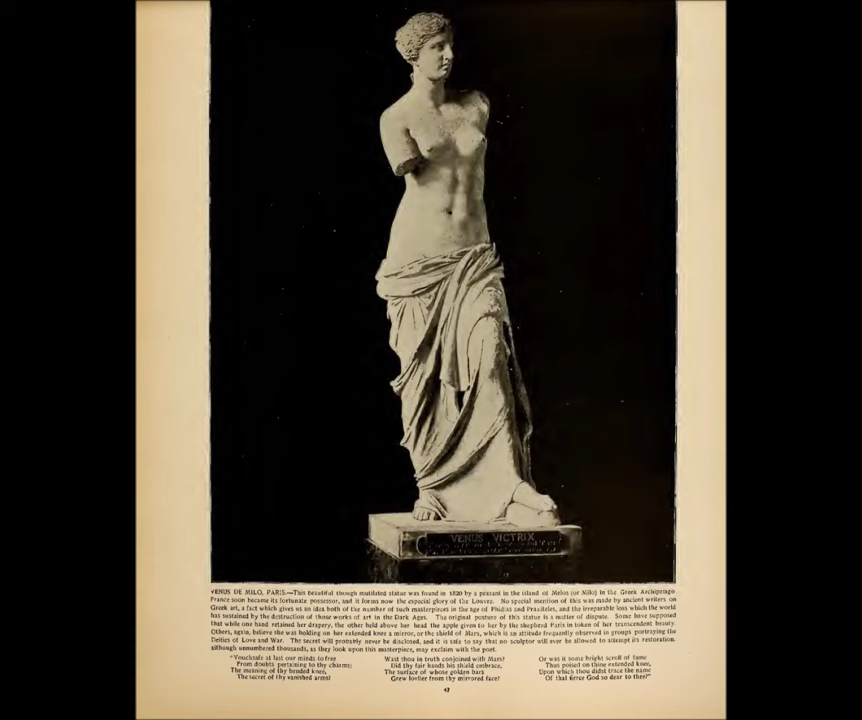 VENUS VICTRIX
VENUS DE MILO, PARIS.—This beautiful though mutilated statue was found in 1820 by a peasant in the island of Melos (or Milo) in the Greek Archipelago.
France soon became its fortunate possessor, and it forms now the especial glory of the Louvre. No special mention of this was made by ancient writers on
Greek art, a fact which gives us an idea both of the number of such masterpieces in the age of Phidias and Praxiteles, and the irreparable loss which the world
has sustained by the destruction of those works of art in the Dark Ages. The original posture of this statue is a matter of dispute. Some have supposed
that while one hand retained her drapery, the other held above her head the apple given to her by the shepherd Paris in token of her transcendent beauty.
Others, again, believe she was holding on her extended knee a mirror, or the shield of Mars, which is an attitude frequently observed in groups portraying the
Deities of Love and War. The secret will probably never be disclosed, and it is safe to say that no sculptor will ever be allowed to attempt its restoration,
although unnumbered thousands, as they look upon this masterpiece, may exclaim with the poet.
"Vouchsafe at last our minds to free
From doubts pertaining to thy charms;
The meaning of thy bended knee,
The secret of thy vanished arms!
Wast thou in truth conjoined with Mars?
Did thy fair hands his shield embrace,
The surface of whose golden bars
Grew lovlier from thy mirrored face?
Or was it some bright scroll of fame
Thus poised on thine extended knee,
Upon which thou didst trace the name
Of that fierce God so dear to thee?"
47